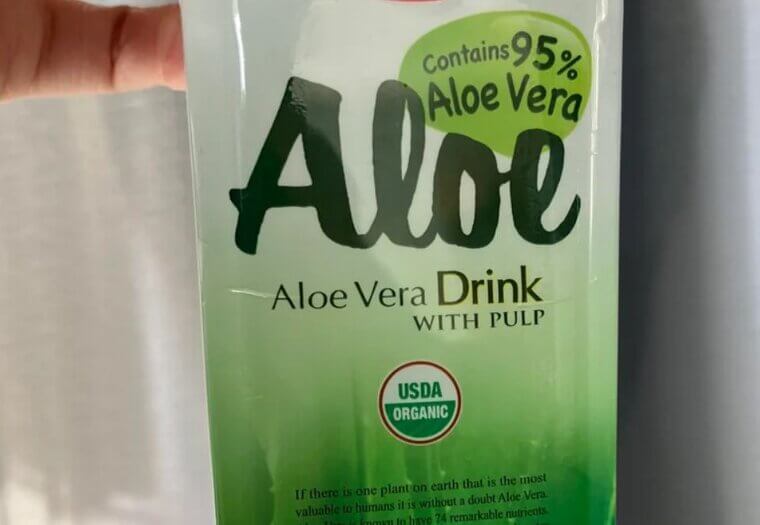 Contains 95%
Aloe Vera
Aloe
Aloe Vera Drink
WITH PULP
USDA
ORGANIC
If there is one plant on earth that is the most
valuable to humans it is without a doubt Aloe Vera.
known to have 74 remarkable nutrients.